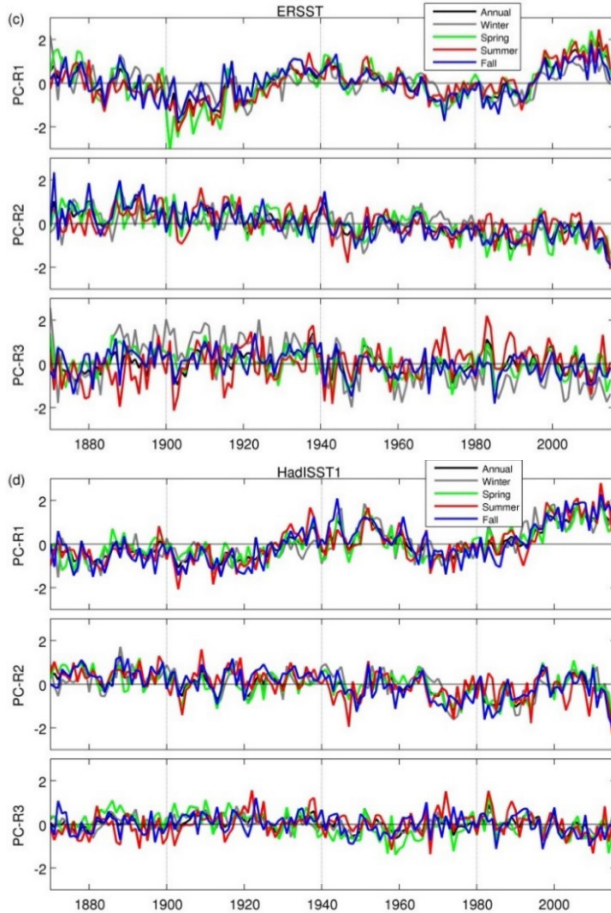 (c)
ERSST
Annual
Winter
Spring
Summer
Fall
PC-R1
2
0
-2
PC-R2
2
0
-2
PC-R3
2
0
-2
1880 1900 1920 1940 1960 1980 2000
(d)
HadISST1
Annual
Winter
Spring
Summer
Fall
PC-R1
2
0
-2
PC-R2
2
0
-2
PC-R3
2
0
-2
1880 1900 1920 1940 1960 1980 2000